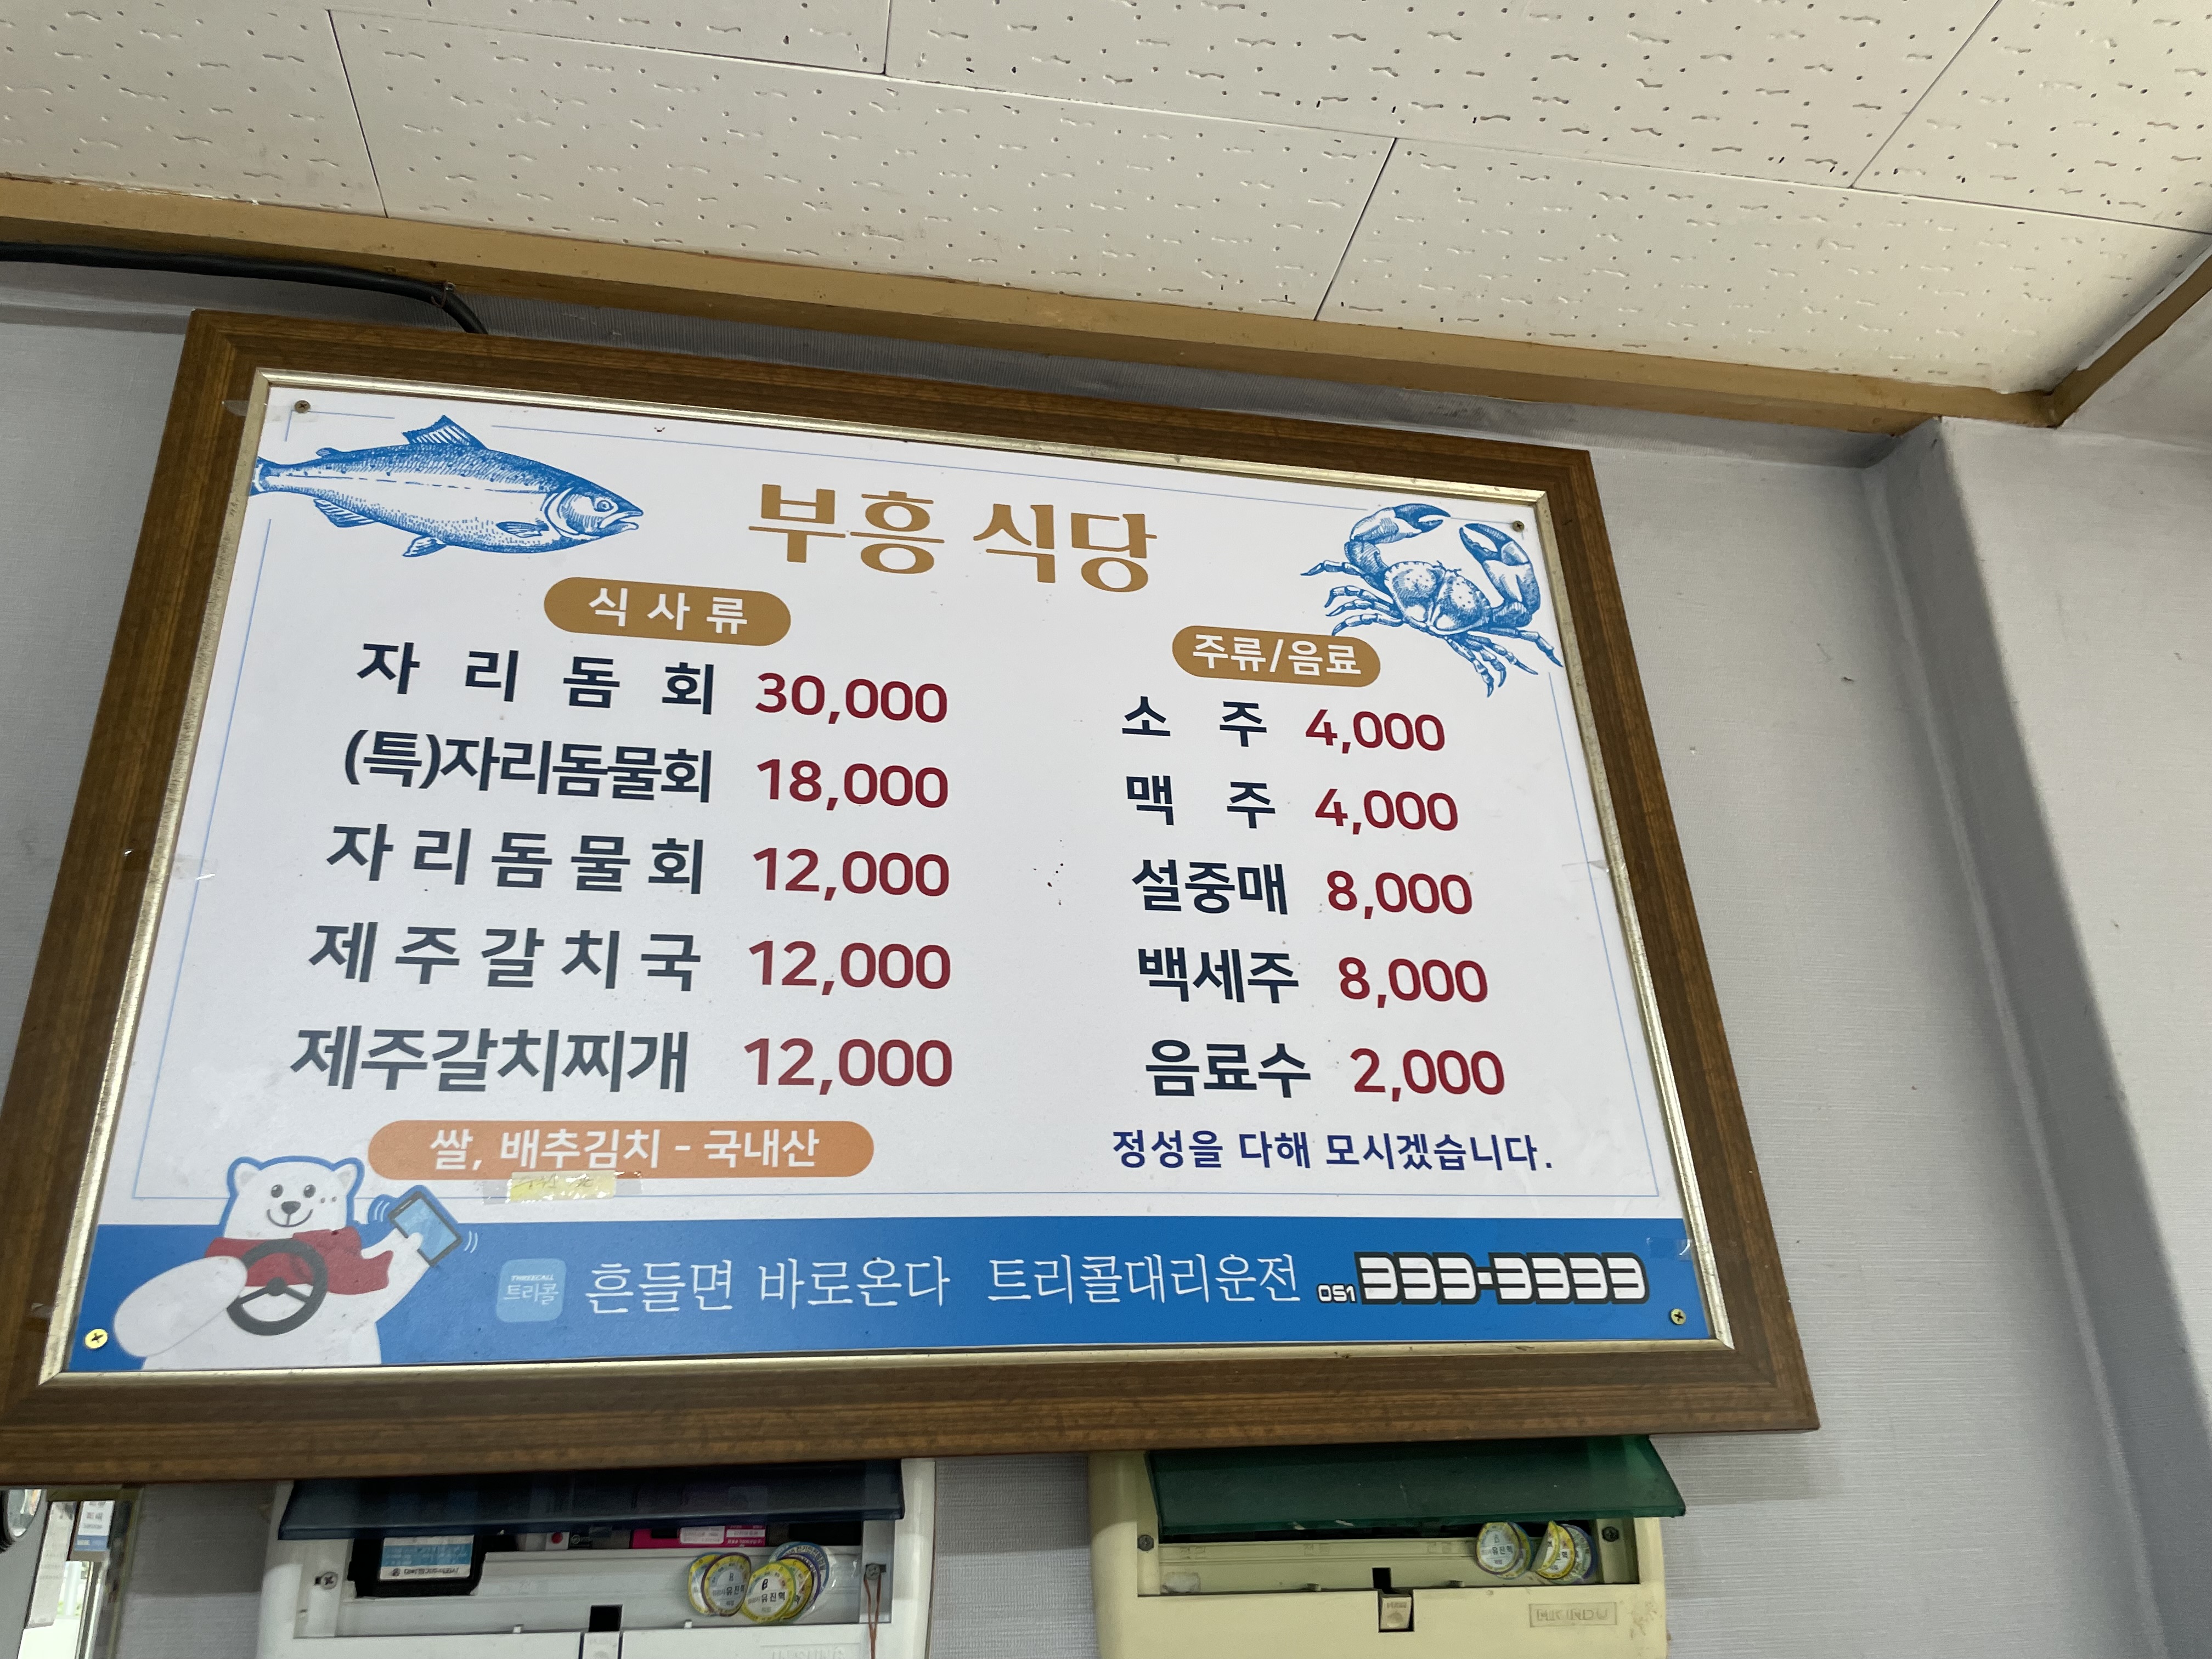 부흥 식당
식사류
자리돔회 30,000
(특)자리돔물회 18,000
자리돔물회 12,000
제주갈치국 12,000
제주갈치찌개 12,000
쌀, 배추김치 - 국내산
주류/음료
소주 4,000
맥주 4,000
설중매 8,000
백세주 8,000
음료수 2,000
정성을 다해 모시겠습니다.
THREECALL
트리콜
흔들면 바로온다 트리콜대리운전 051 333-3333